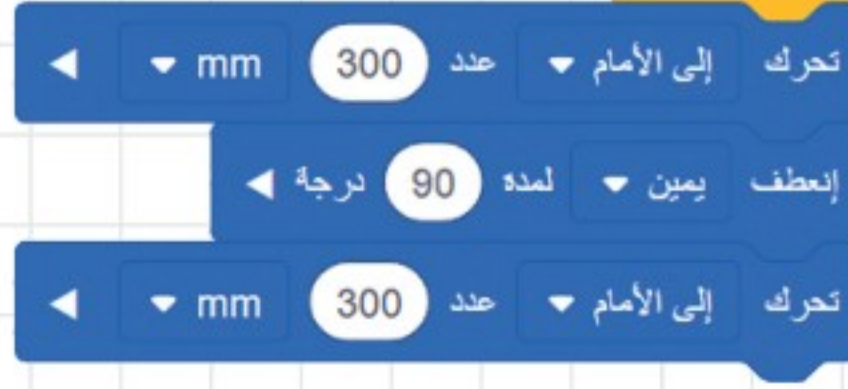 تحرك إلى الأمام عدد 300 mm
إنعطف يمين لمده 90 درجة
تحرك إلى الأمام عدد 300 mm